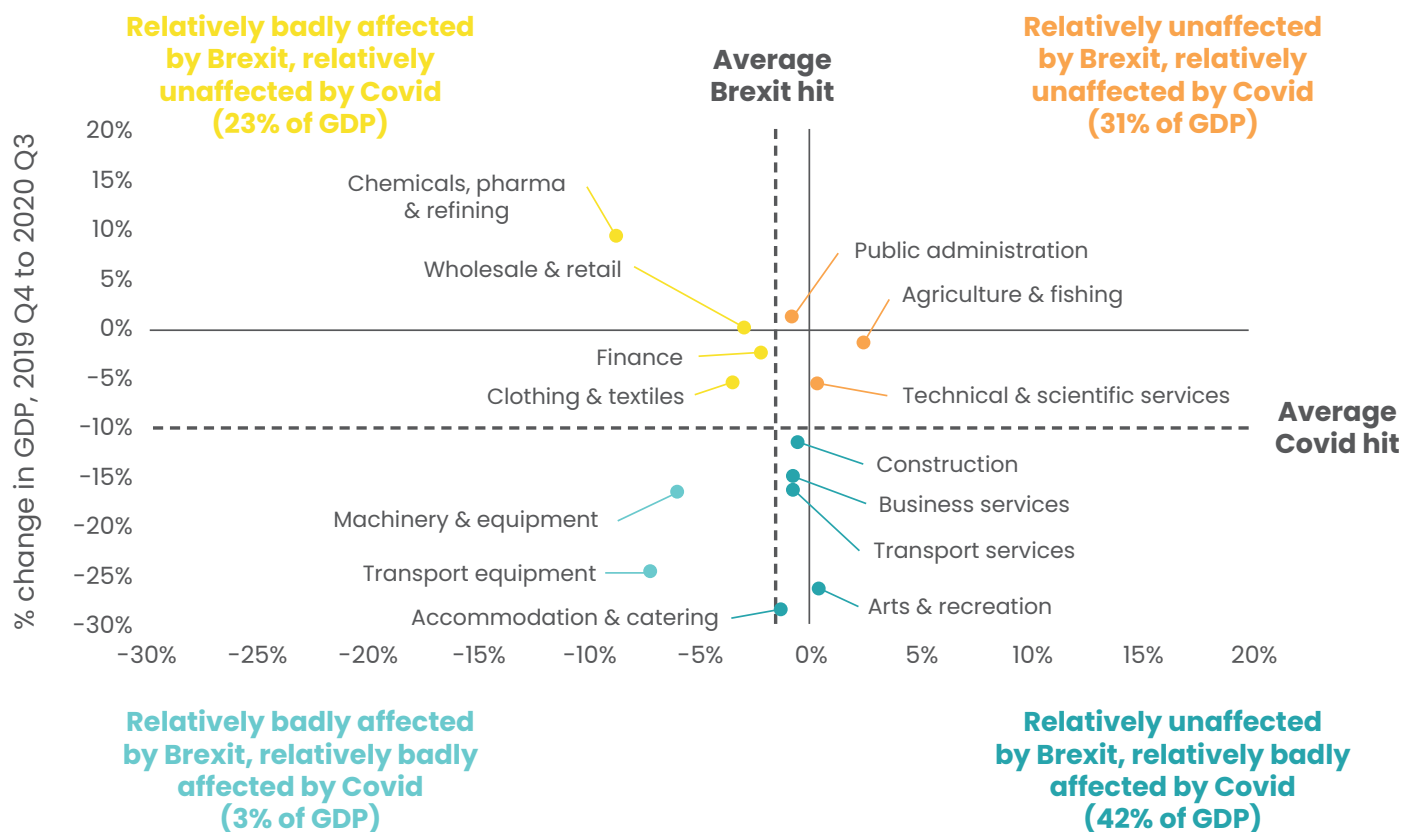 Relatively badly affected
by Brexit, relatively
unaffected by Covid
(23% of GDP)
Average
Brexit hit
Relatively unaffected
by Brexit, relatively
unaffected by Covid
(31% of GDP)
% change in GDP, 2019 Q4 to 2020 Q3
20%
15%
10%
5%
0%
−5%
−10%
−15%
−20%
−25%
−30%
Chemicals, pharma
& refining
Wholesale & retail
Finance
Clothing & textiles
Public administration
Agriculture & fishing
Technical & scientific services
Average
Covid hit
Machinery & equipment
Transport equipment
Accommodation & catering
Construction
Business services
Transport services
Arts & recreation
−30%
−25%
−20%
−15%
−10%
−5%
0%
5%
10%
15%
20%
Relatively badly affected
by Brexit, relatively badly
affected by Covid
(3% of GDP)
Relatively unaffected
by Brexit, relatively badly
affected by Covid
(42% of GDP)